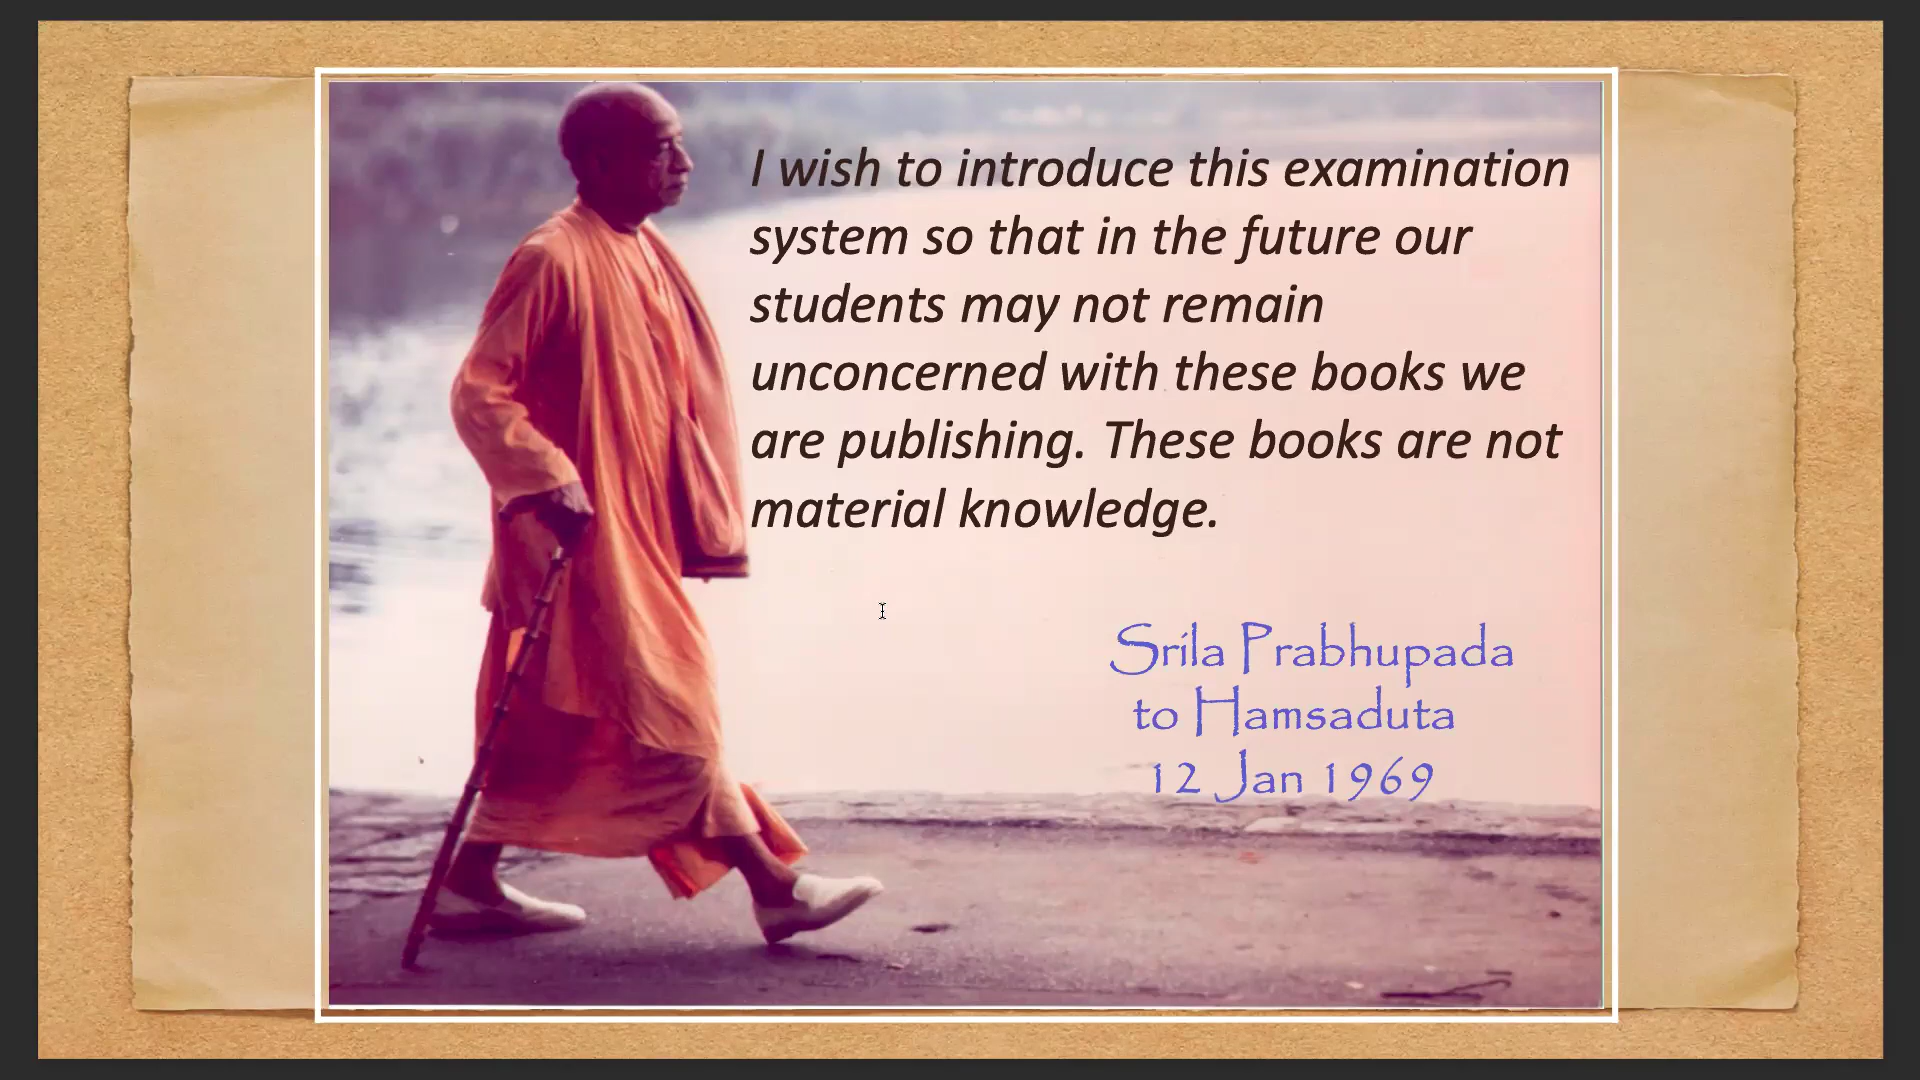 I wish to introduce this examination
system so that in the future our
students may not remain
unconcerned with these books we
are publishing. These books are not
material knowledge.
Srila Prabhupada
to Hamsaduta
12 Jan 1969